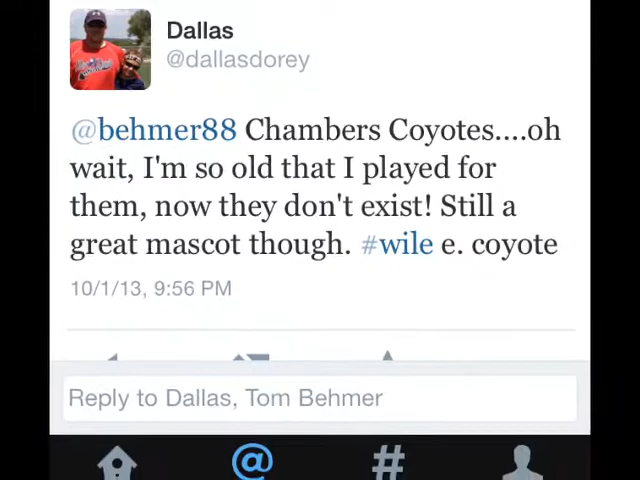 Dallas
@dallasdorey
@behmer88 Chambers Coyotes....oh
wait, I'm so old that I played for
them, now they don't exist! Still a
great mascot though. #wile e. coyote
10/1/13, 9:56 PM
Reply to Dallas, Tom Behmer